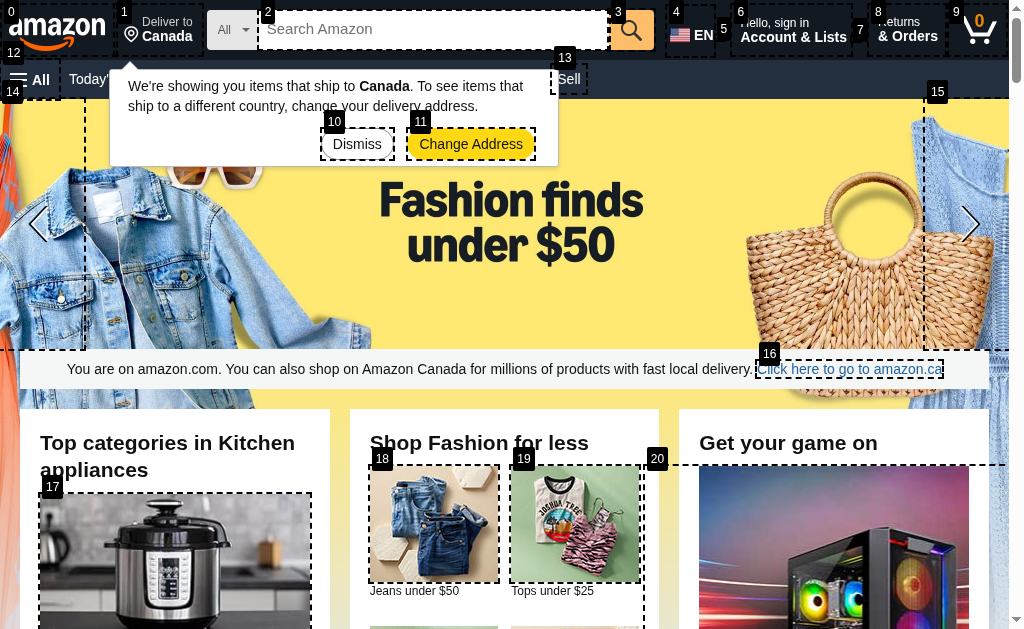 0
1
2
3
4
5
6
7
8
9
amazon
Deliver to
Canada
All
Search Amazon
EN
Hello, sign in
Account & Lists
Returns
& Orders
0
12
13
All
Today'
Sell
14
15
We're showing you items that ship to Canada. To see items that
ship to a different country, change your delivery address.
10
11
Dismiss
Change Address
Fashion finds
under $50
16
You are on amazon.com. You can also shop on Amazon Canada for millions of products with fast local delivery. Click here to go to amazon.ca
Top categories in Kitchen
appliances
Shop Fashion for less
Get your game on
17
18
19
20
JOSHUA TREE
Jeans under $50
Tops under $25